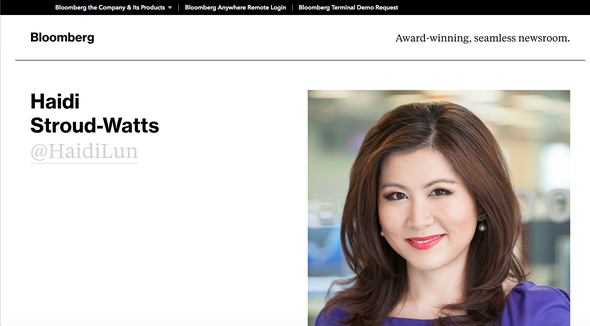 Bloomberg the Company & Its Products Bloomberg Anywhere Remote Login Bloomberg Terminal Demo Request
Bloomberg Award-winning, seamless newsroom.
Haidi
Stroud-Watts
@HaidiLun